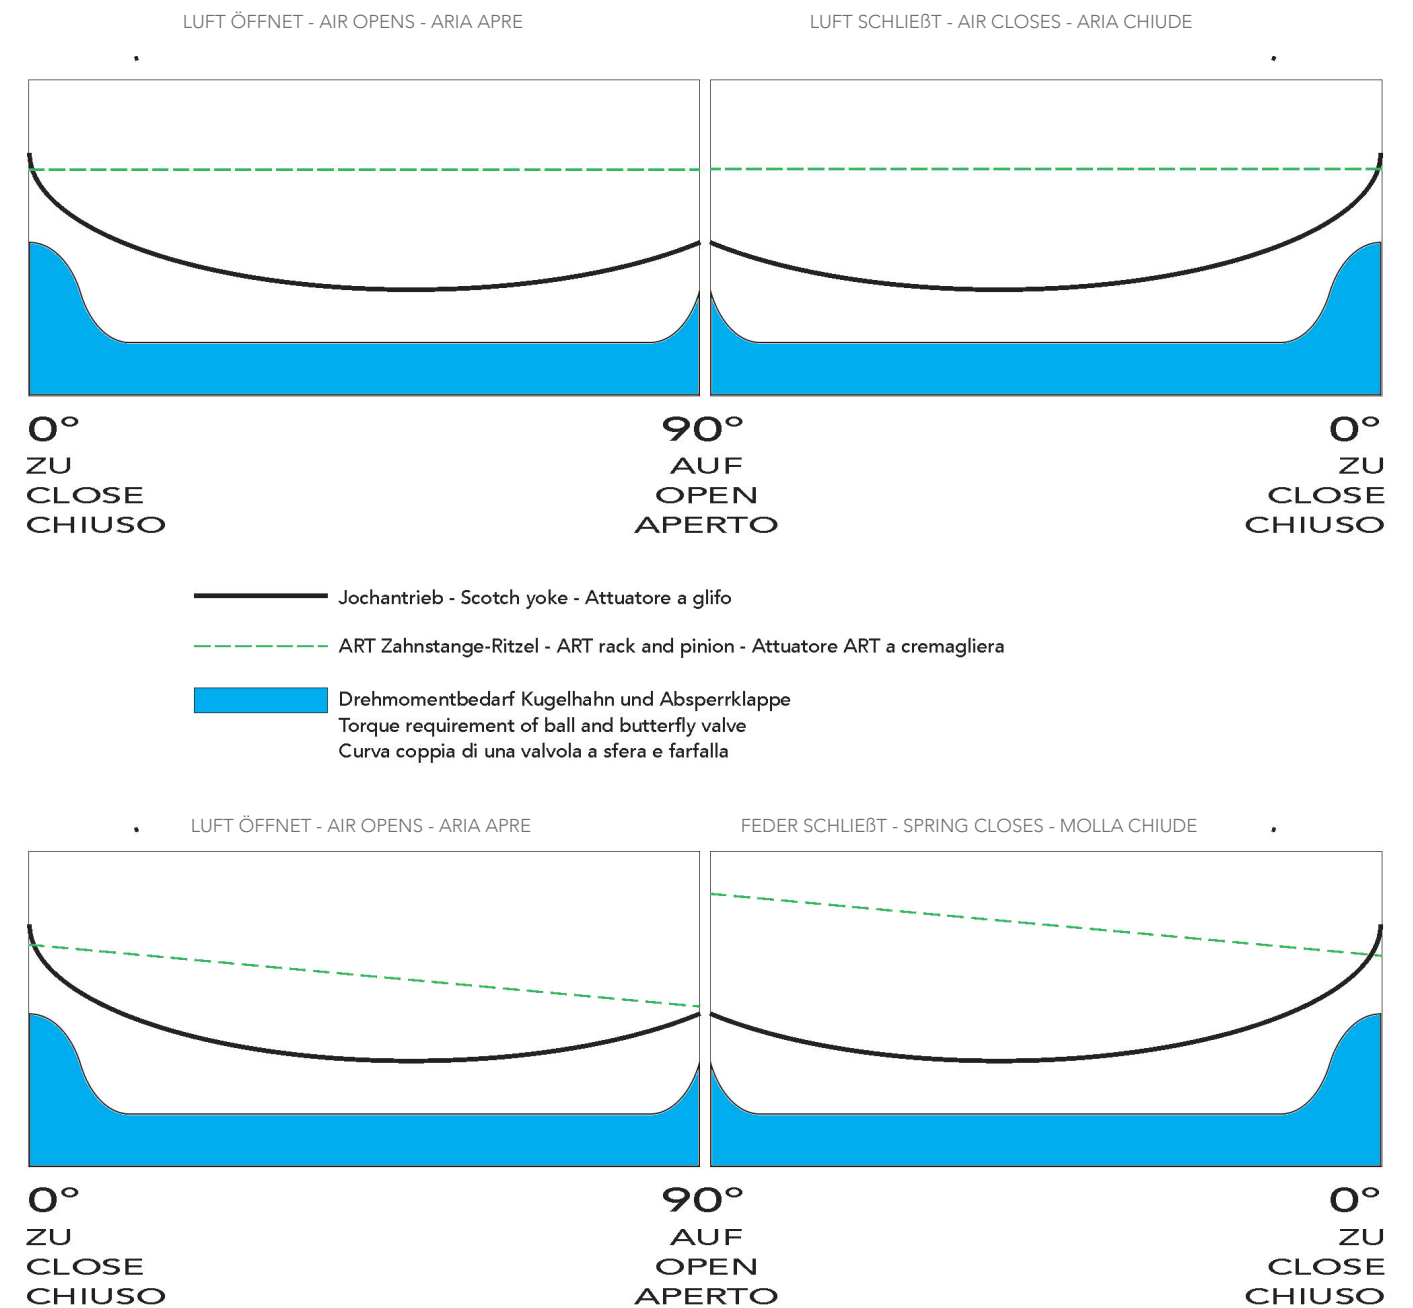 LUFT ÖFFNET - AIR OPENS - ARIA APRE
LUFT SCHLIEßT - AIR CLOSES - ARIA CHIUDE
0°
ZU
CLOSE
CHIUSO
90°
AUF
OPEN
APERTO
0°
ZU
CLOSE
CHIUSO
Jochantrieb - Scotch yoke - Attuatore a glifo
ART Zahnstange-Ritzel - ART rack and pinion - Attuatore ART a cremagliera
Drehmomentbedarf Kugelhahn und Absperrklappe
Torque requirement of ball and butterfly valve
Curva coppia di una valvola a sfera e farfalla
LUFT ÖFFNET - AIR OPENS - ARIA APRE
FEDER SCHLIEßT - SPRING CLOSES - MOLLA CHIUDE
0°
ZU
CLOSE
CHIUSO
90°
AUF
OPEN
APERTO
0°
ZU
CLOSE
CHIUSO